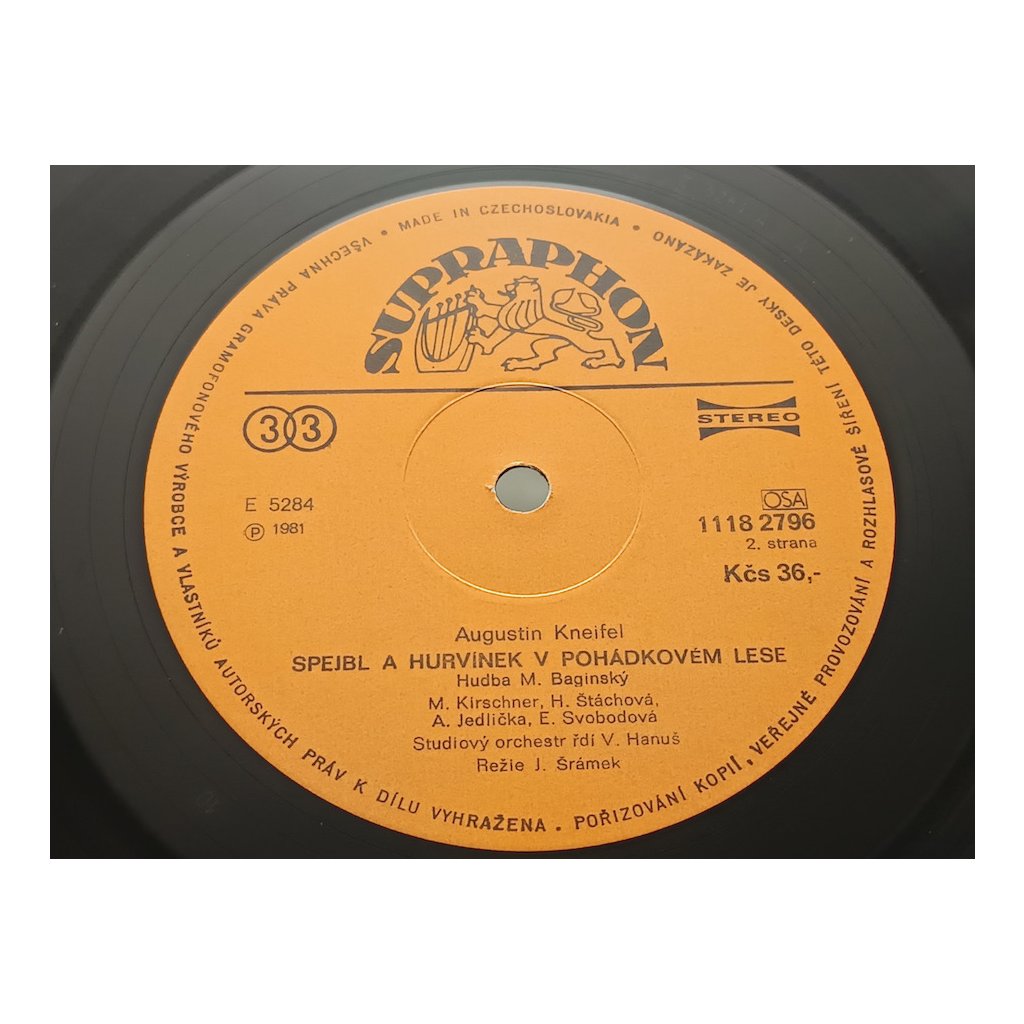 MADE IN CZECHOSLOVAKIA • VŠECHNA PRÁVA GRAMOFONOVÉHO VÝROBCE A VLASTNÍKŮ AUTORSKÝCH PRÁV K DÍLU VYHRAŽENA . POŘIZOVÁNÍ KOPIÍ, VEŘEJNÉ PROVOZOVÁNÍ A ROZHLASOVÉ ŠÍŘENÍ TÉTO DESKY JE ZAKÁZÁNO •
SUPRAPHON
33
STEREO
E 5284
Ⓟ 1981
OSA
1118 2796
2. strana
Kčs 36,-
Augustin Kneifel
SPEJBL A HURVÍNEK V POHÁDKOVÉM LESE
Hudba M. Baginský
M. Kirschner, H. Štáchová,
A. Jedlička, E. Svobodová
Studiový orchestr řdí V. Hanuš
Režie J. Šrámek